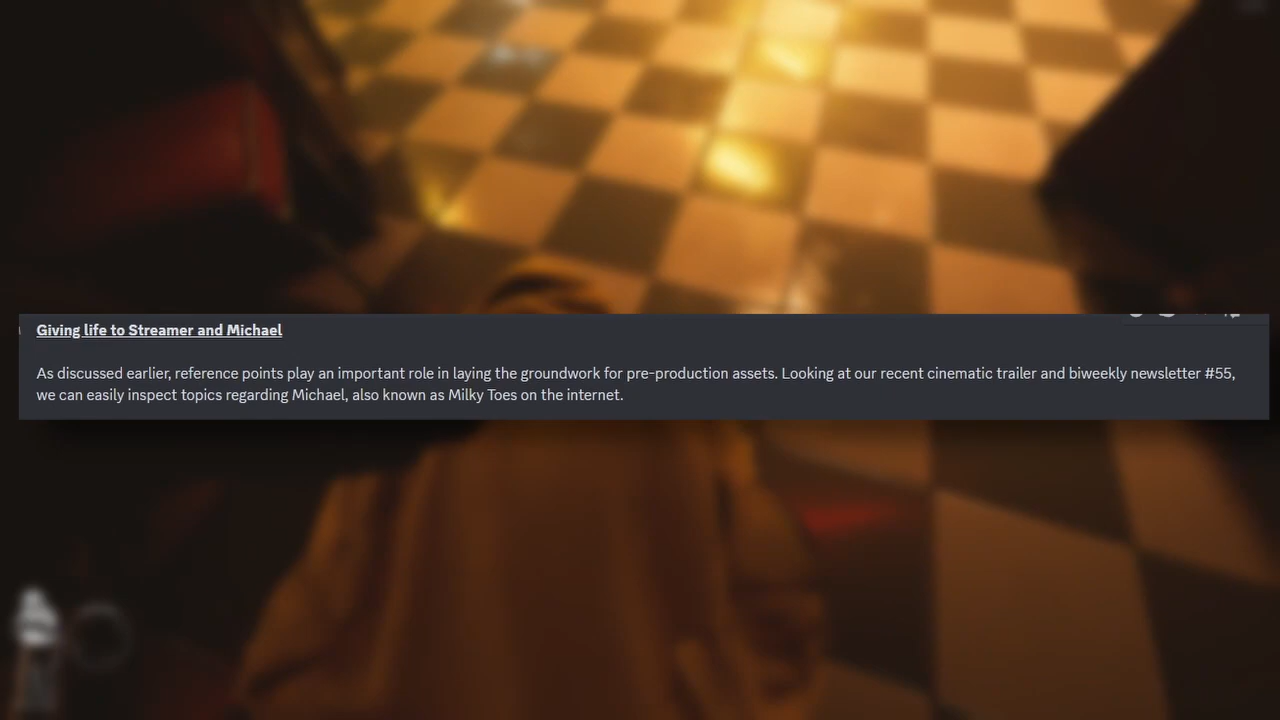 Giving life to Streamer and Michael
As discussed earlier, reference points play an important role in laying the groundwork for pre-production assets. Looking at our recent cinematic trailer and biweekly newsletter #55,
we can easily inspect topics regarding Michael, also known as Milky Toes on the internet.